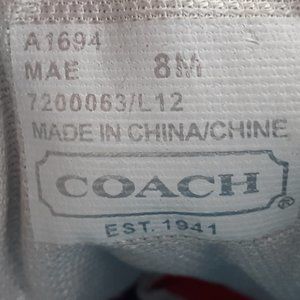 A1694
MAE 8M
7200063/L12
MADE IN CHINA/CHINE
COACH
EST. 1941